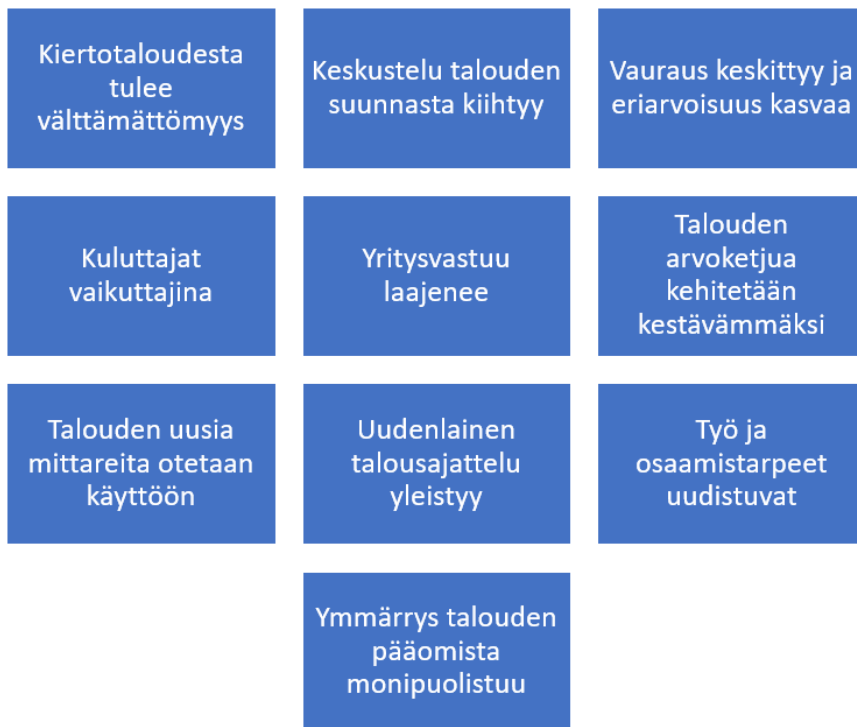 Kiertotaloudesta
tulee
välttämättömyys
Keskustelu talouden
suunnasta kiihtyy
Vauraus keskittyy ja
eriarvoisuus kasvaa
Kuluttajat
vaikuttajina
Yritysvastuu
laajenee
Talouden
arvoketjua
kehitetään
kestävämmäksi
Talouden uusia
mittareita otetaan
käyttöön
Uudenlainen
talousajattelu
yleistyy
Työ ja
osaamistarpeet
uudistuvat
Ymmärrys talouden
pääomista
monipuolistuu